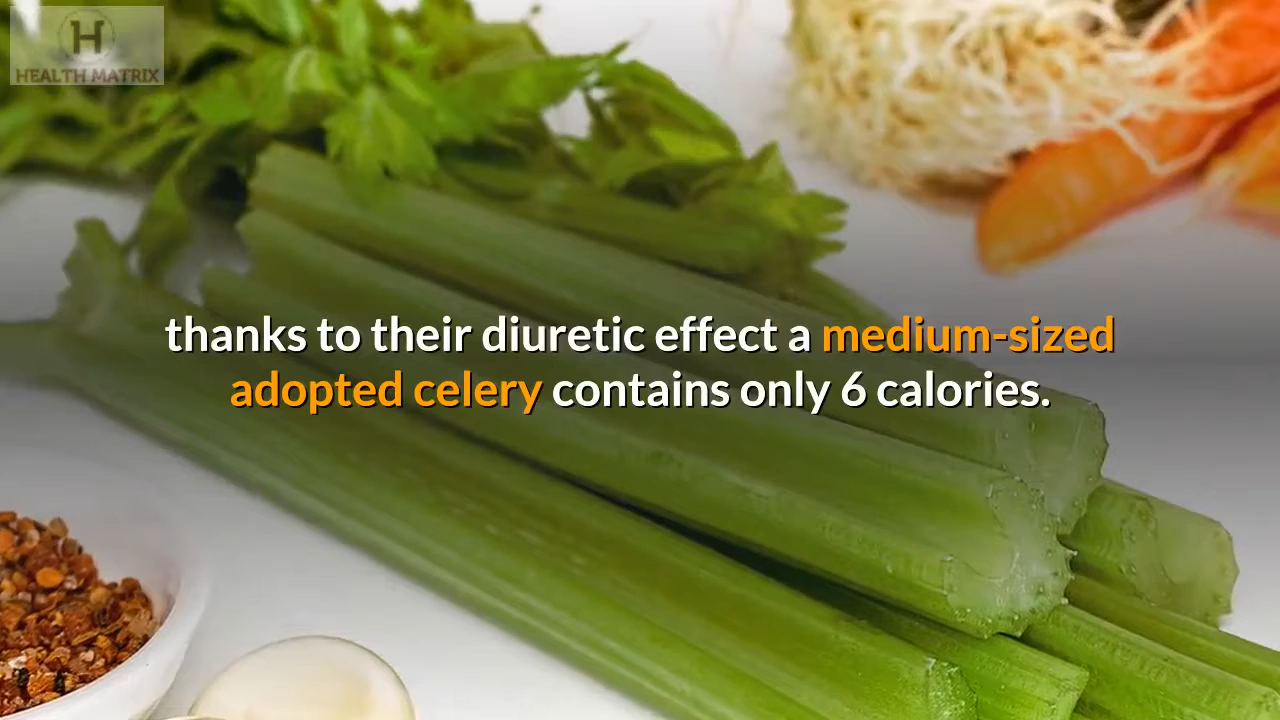 H
HEALTH MATRIX
thanks to their diuretic effect a medium-sized
adopted celery contains only 6 calories.